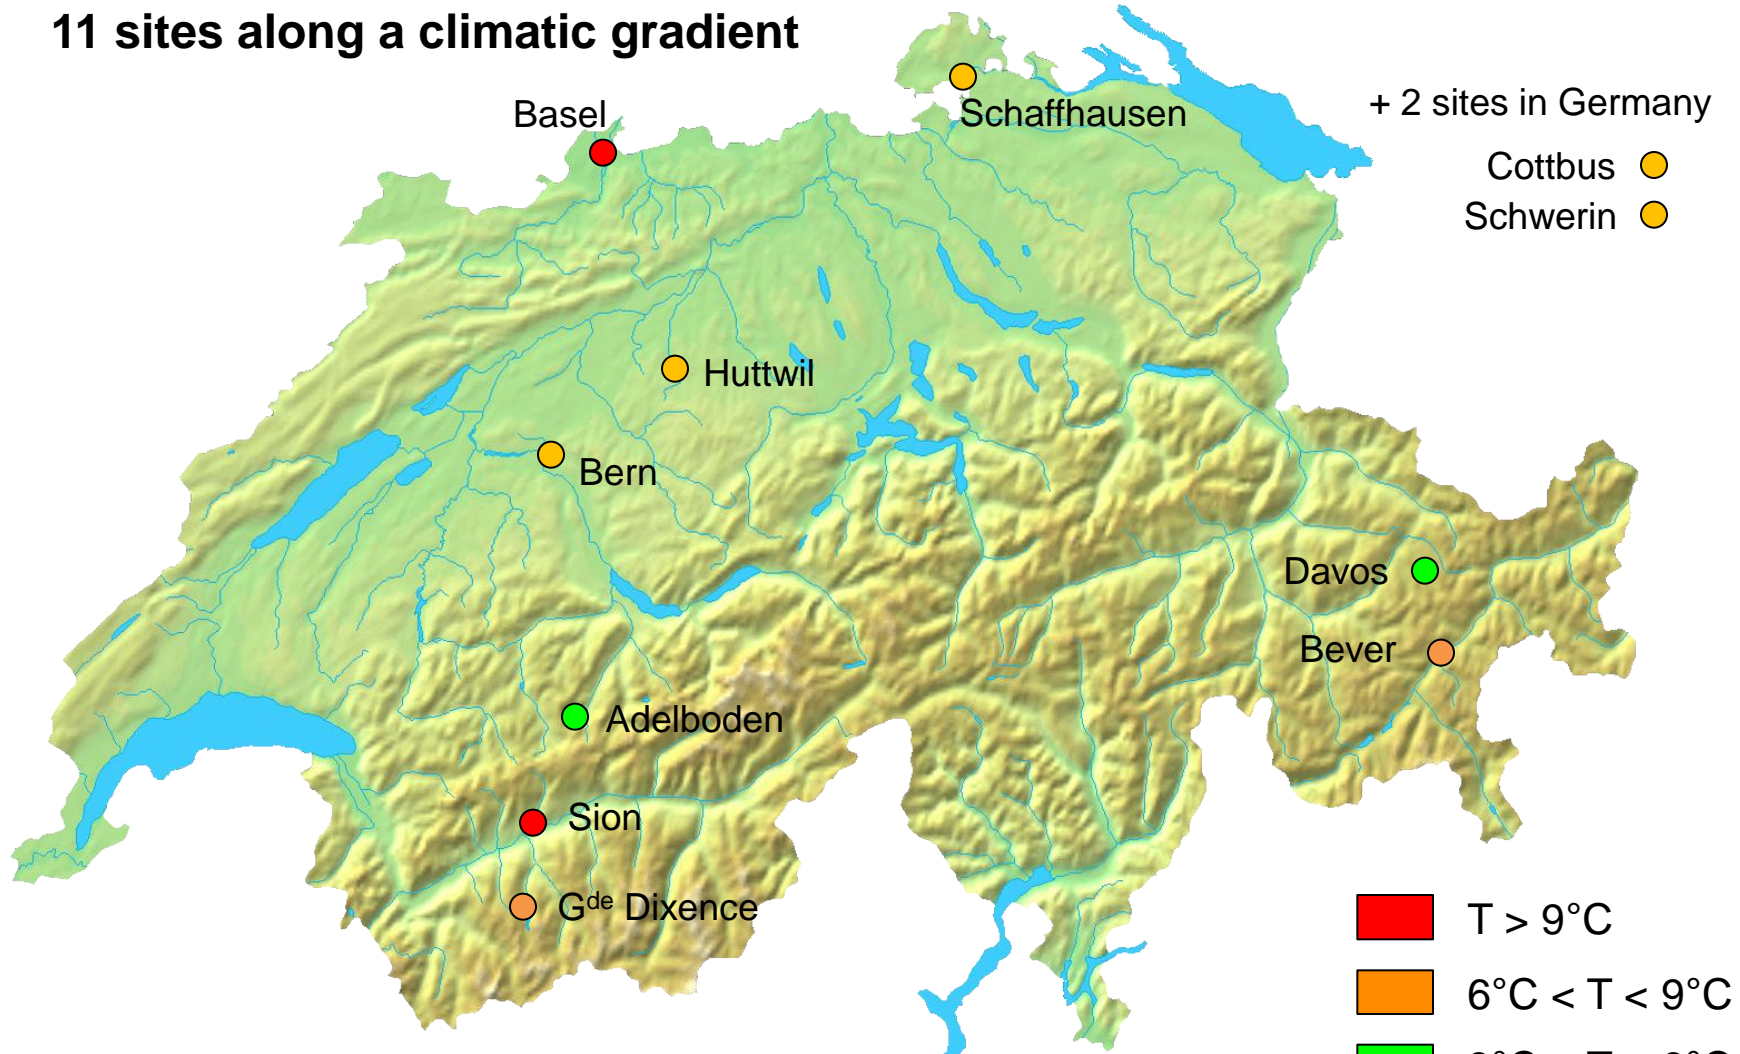 11 sites along a climatic gradient
Basel
Schaffhausen
+ 2 sites in Germany
Cottbus
Schwerin
Huttwil
Bern
Davos
Bever
Adelboden
Sion
Gde Dixence
T > 9°C
6°C < T < 9°C